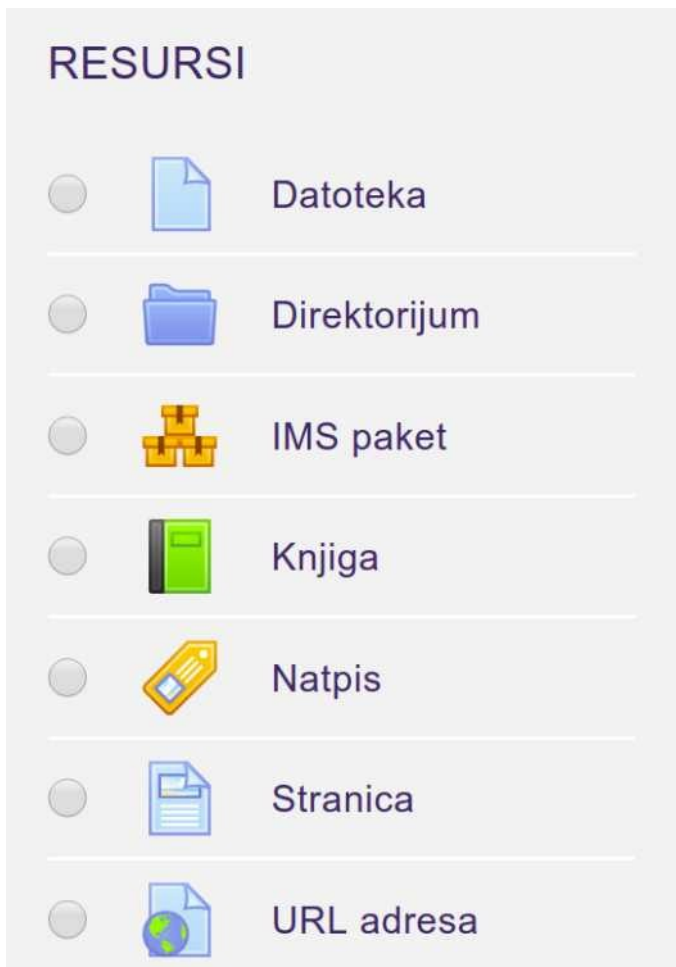 RESURSI
Datoteka
Direktorijum
IMS paket
Knjiga
Natpis
Stranica
URL adresa